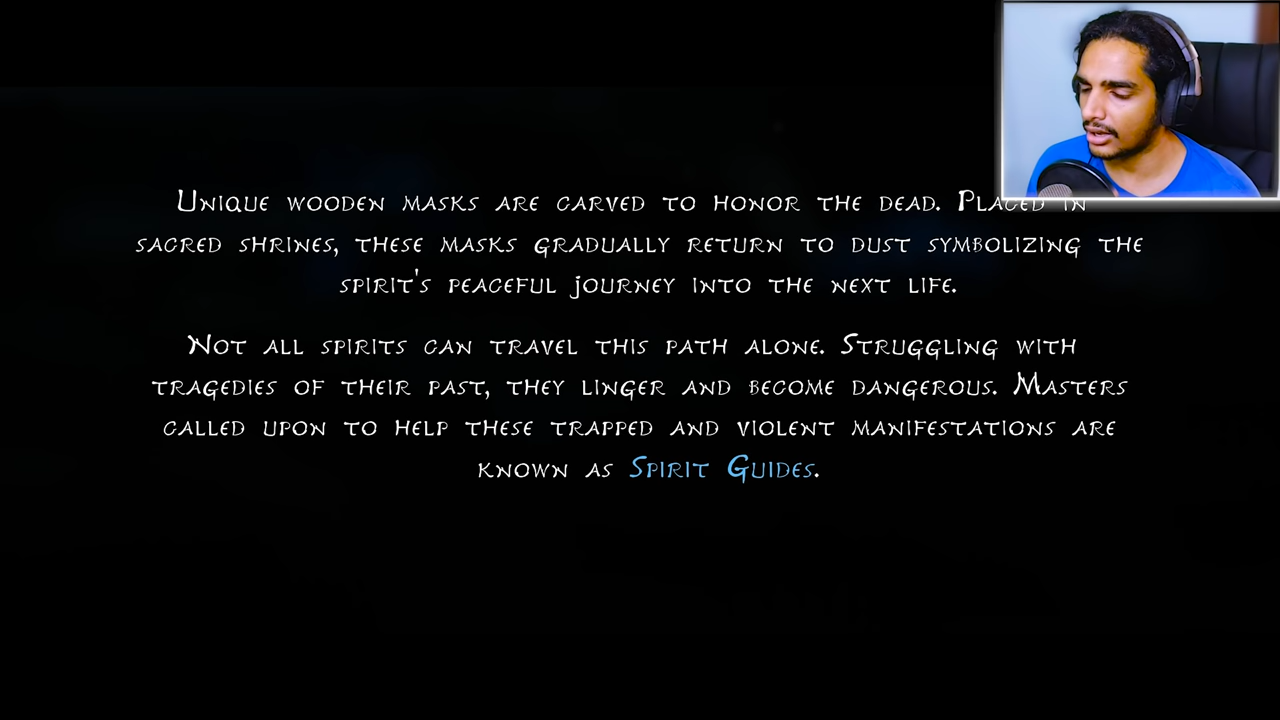 Unique wooden masks are carved to honor the dead. Placed in
sacred shrines, these masks gradually return to dust symbolizing the
spirit's peaceful journey into the next life.
Not all spirits can travel this path alone. Struggling with
tragedies of their past, they linger and become dangerous. Masters
called upon to help these trapped and violent manifestations are
known as Spirit Guides.